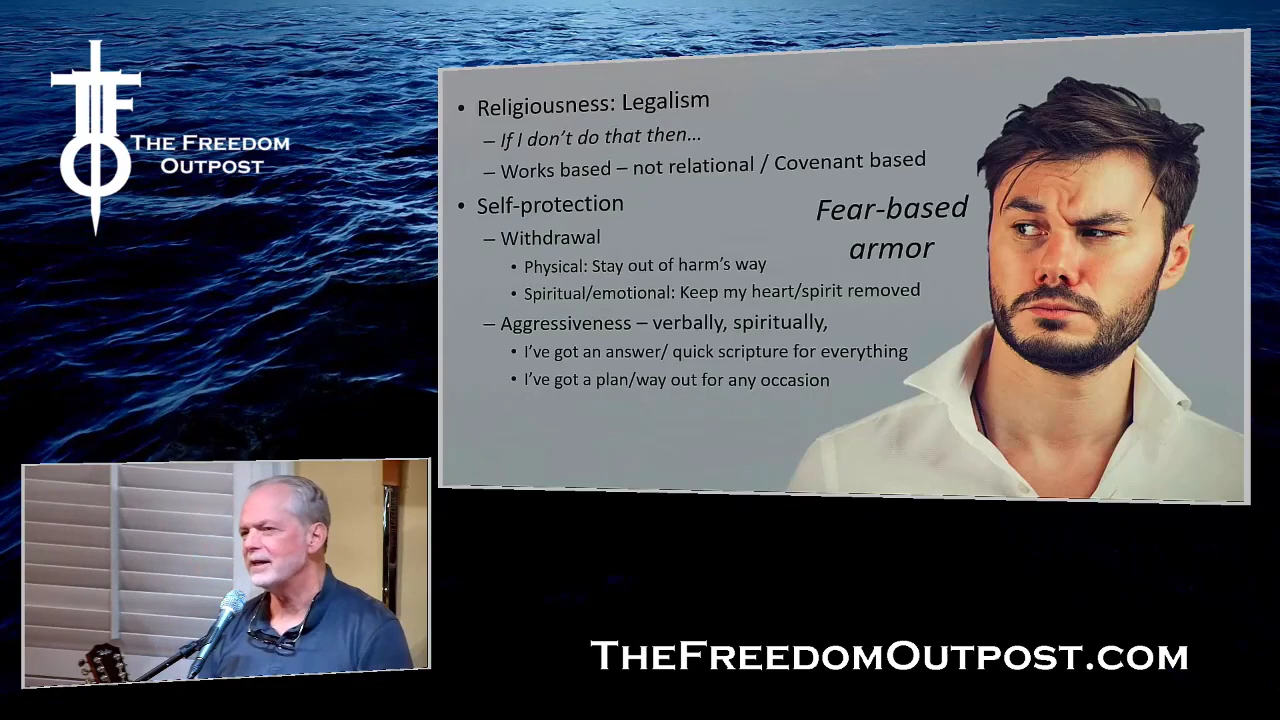 THE FREEDOM
OUTPOST
• Religiousness: Legalism
– If I don't do that then…
– Works based – not relational / Covenant based
• Self-protection
– Withdrawal
• Physical: Stay out of harm's way
• Spiritual/emotional: Keep my heart/spirit removed
– Aggressiveness – verbally, spiritually,
• I've got an answer/ quick scripture for everything
• I've got a plan/way out for any occasion
Fear-based
armor
THEFREEDOMOUTPOST.COM